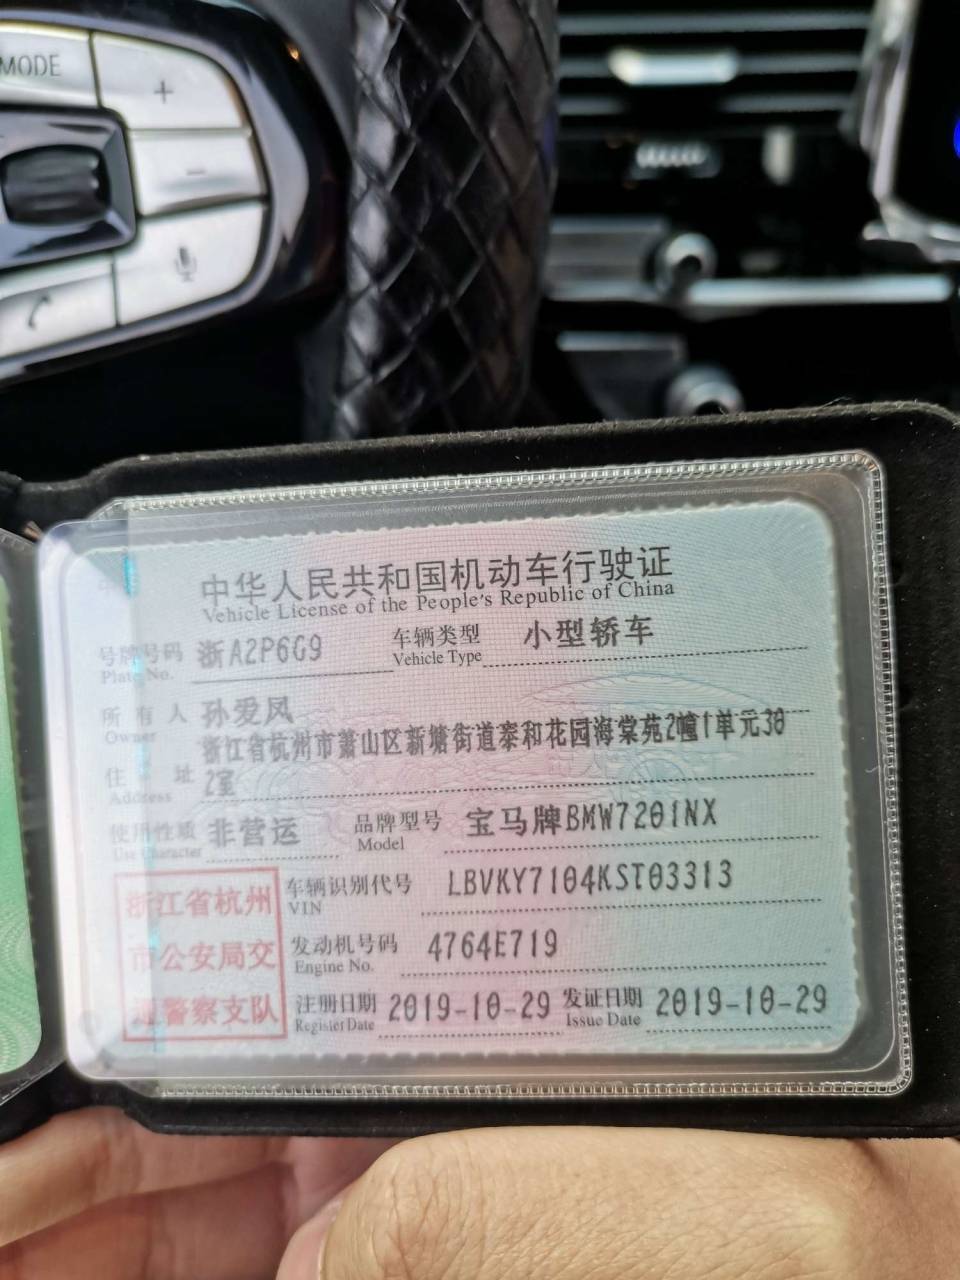 MODE
+
-
中华人民共和国机动车行驶证
Vehicle License of the People's Republic of China
号牌号码 浙A2P6G9 车辆类型 小型轿车
Plate No. Vehicle Type
所有人 孙爱凤
Owner
浙江省杭州市萧山区新塘街道泰和花园海棠苑2幢1单元30
住址 2室
Address
使用性质 非营运 品牌型号 宝马牌BMW7201NX
Use Character Model
浙江省杭州
市公安局交
通警察支队
车辆识别代号 LBVKY7104KST03313
VIN
发动机号码 4764E719
Engine No.
注册日期 2019-10-29 发证日期 2019-10-29
Register Date Issue Date